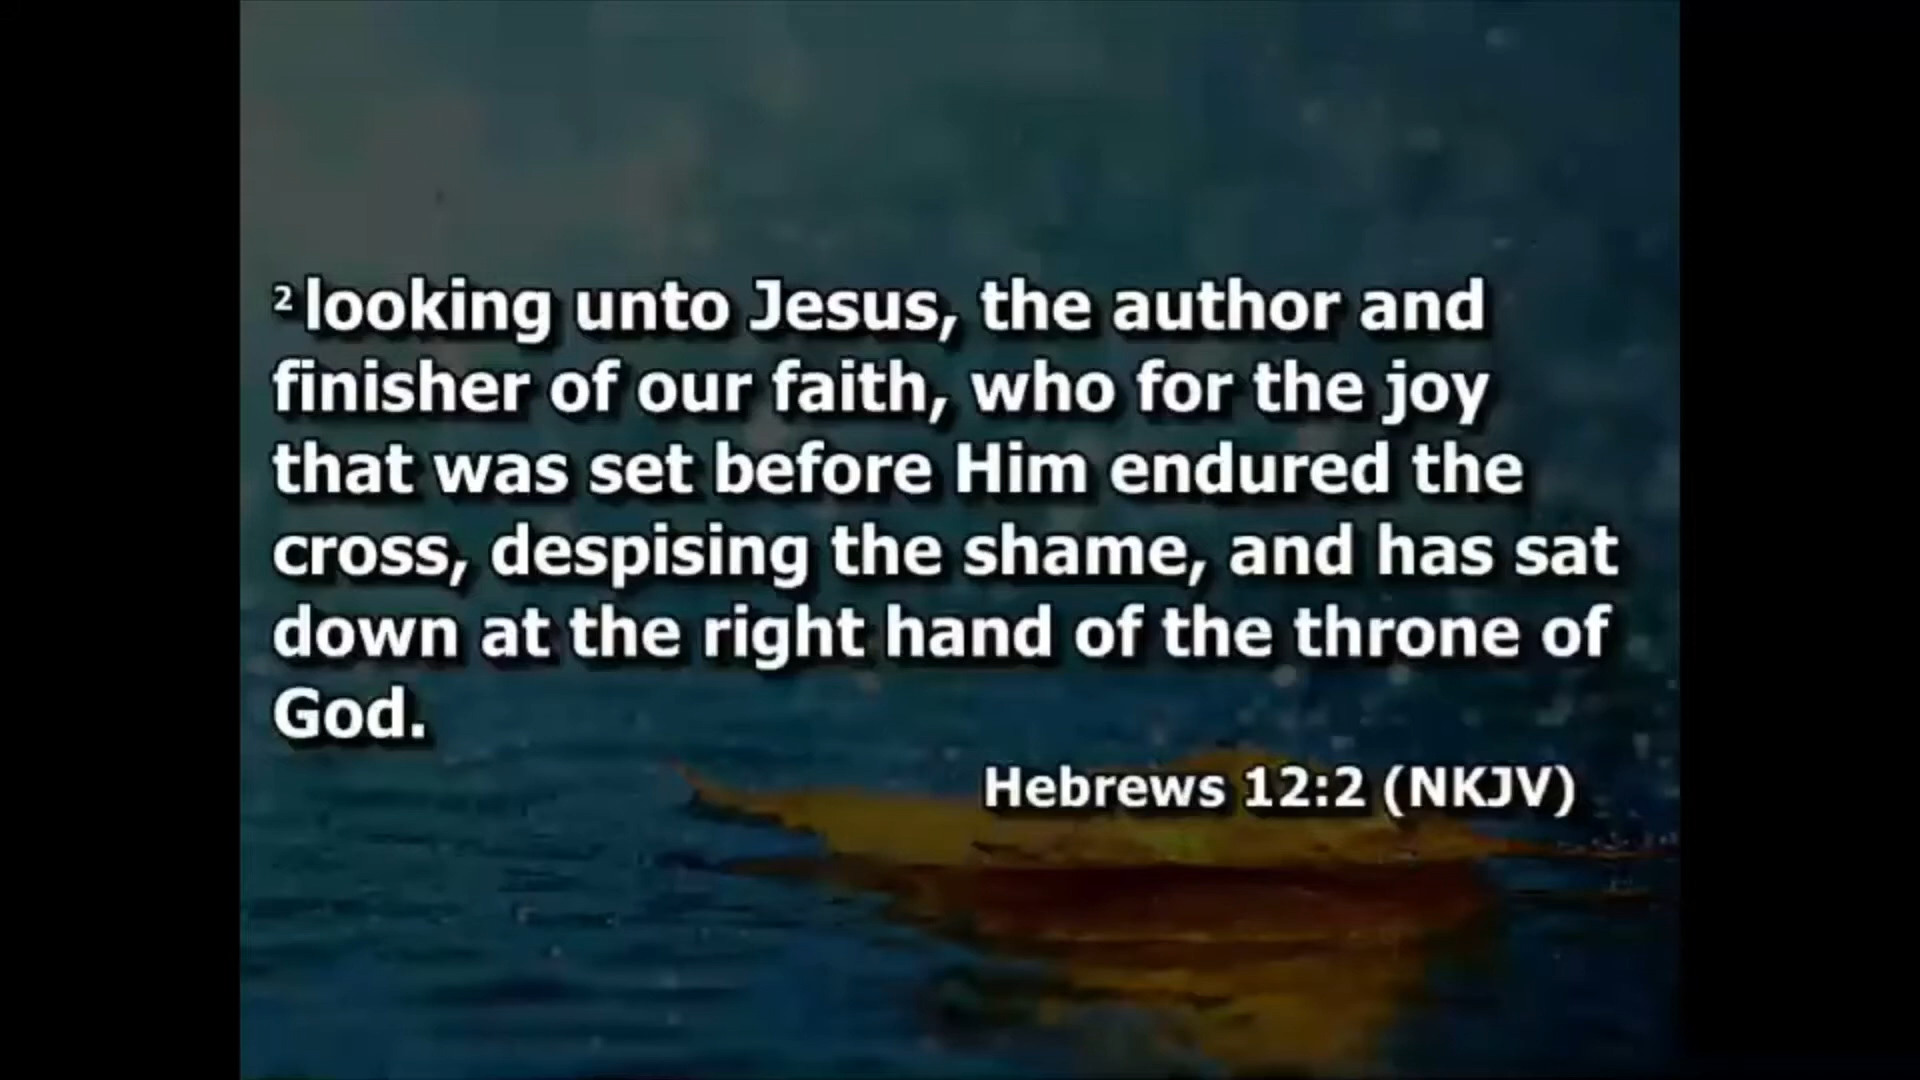 2 looking unto Jesus, the author and
finisher of our faith, who for the joy
that was set before Him endured the
cross, despising the shame, and has sat
down at the right hand of the throne of
God.
Hebrews 12:2 (NKJV)